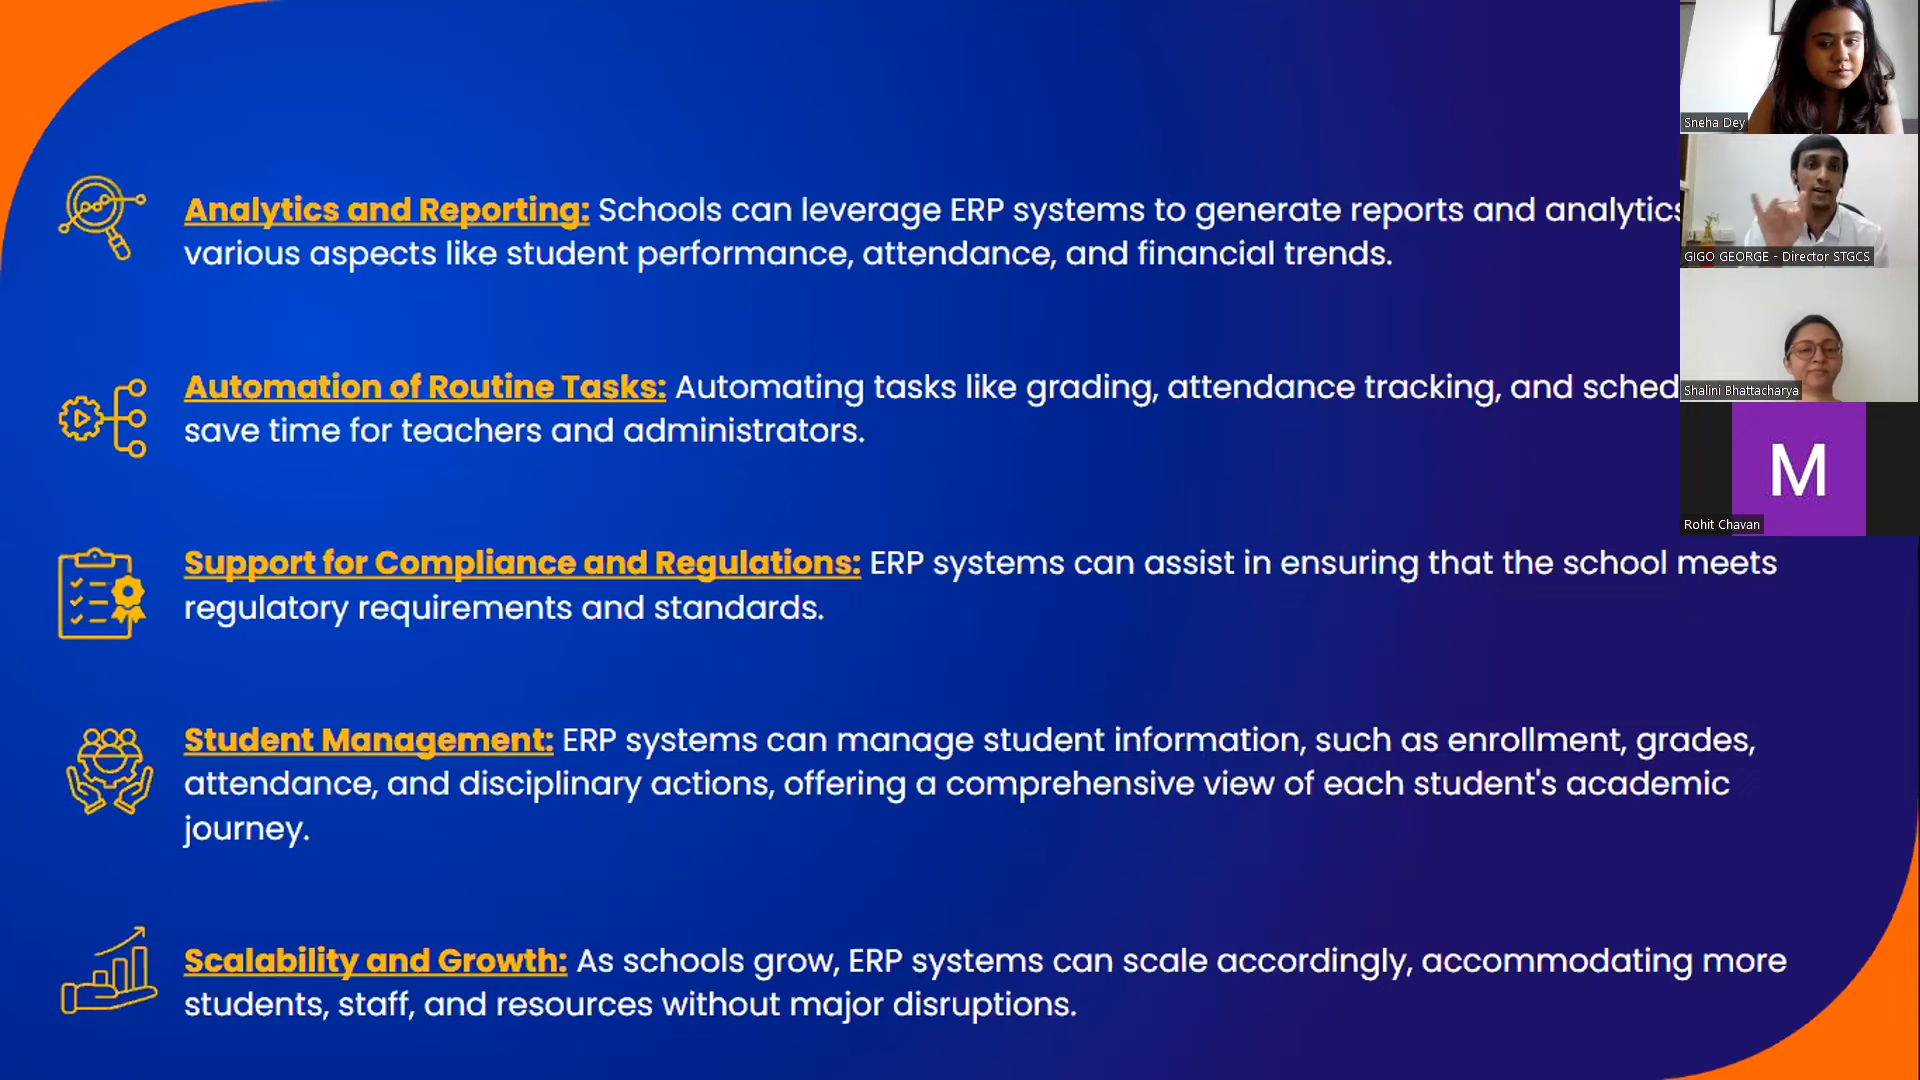 Analytics and Reporting: Schools can leverage ERP systems to generate reports and analytics
various aspects like student performance, attendance, and financial trends.
Automation of Routine Tasks: Automating tasks like grading, attendance tracking, and
save time for teachers and administrators.
Support for Compliance and Regulations: ERP systems can assist in ensuring that the school meets
regulatory requirements and standards.
Student Management: ERP systems can manage student information, such as enrollment, grades,
attendance, and disciplinary actions, offering a comprehensive view of each student's academic
journey.
Scalability and Growth: As schools grow, ERP systems can scale accordingly, accommodating more
students, staff, and resources without major disruptions.
Sneha Dey
GIGO GEORGE - Director STGCS
Shalini Bhattacharya
M
Rohit Chavan